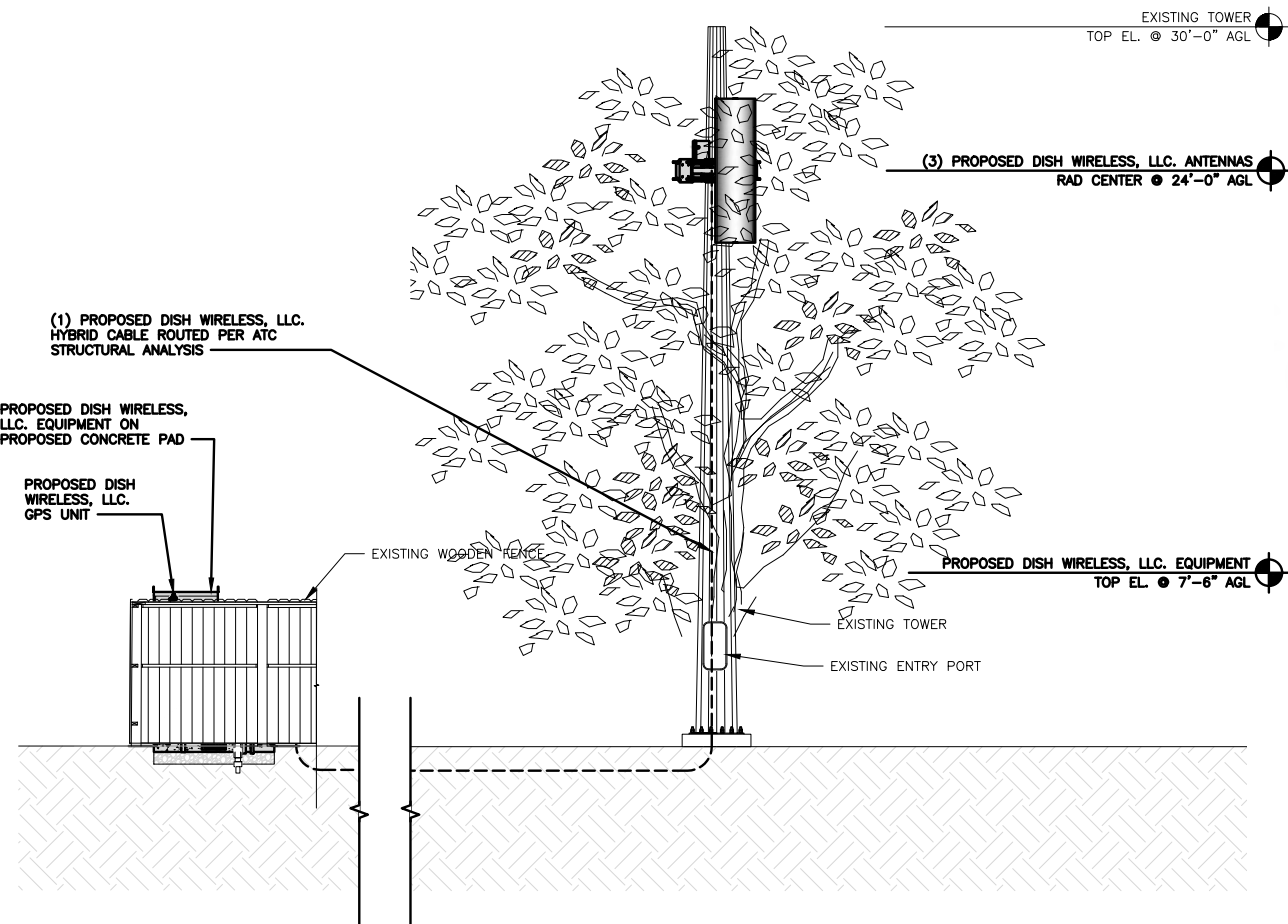 EXISTING TOWER
TOP EL. @ 30'-0" AGL
(3) PROPOSED DISH WIRELESS, LLC. ANTENNAS
RAD CENTER @ 24'-0" AGL
(1) PROPOSED DISH WIRELESS, LLC.
HYBRID CABLE ROUTED PER ATC
STRUCTURAL ANALYSIS
PROPOSED DISH WIRELESS,
LLC. EQUIPMENT ON
PROPOSED CONCRETE PAD
PROPOSED DISH
WIRELESS, LLC.
GPS UNIT
EXISTING WOODEN FENCE
PROPOSED DISH WIRELESS, LLC. EQUIPMENT
TOP EL. @ 7'-6" AGL
EXISTING TOWER
EXISTING ENTRY PORT